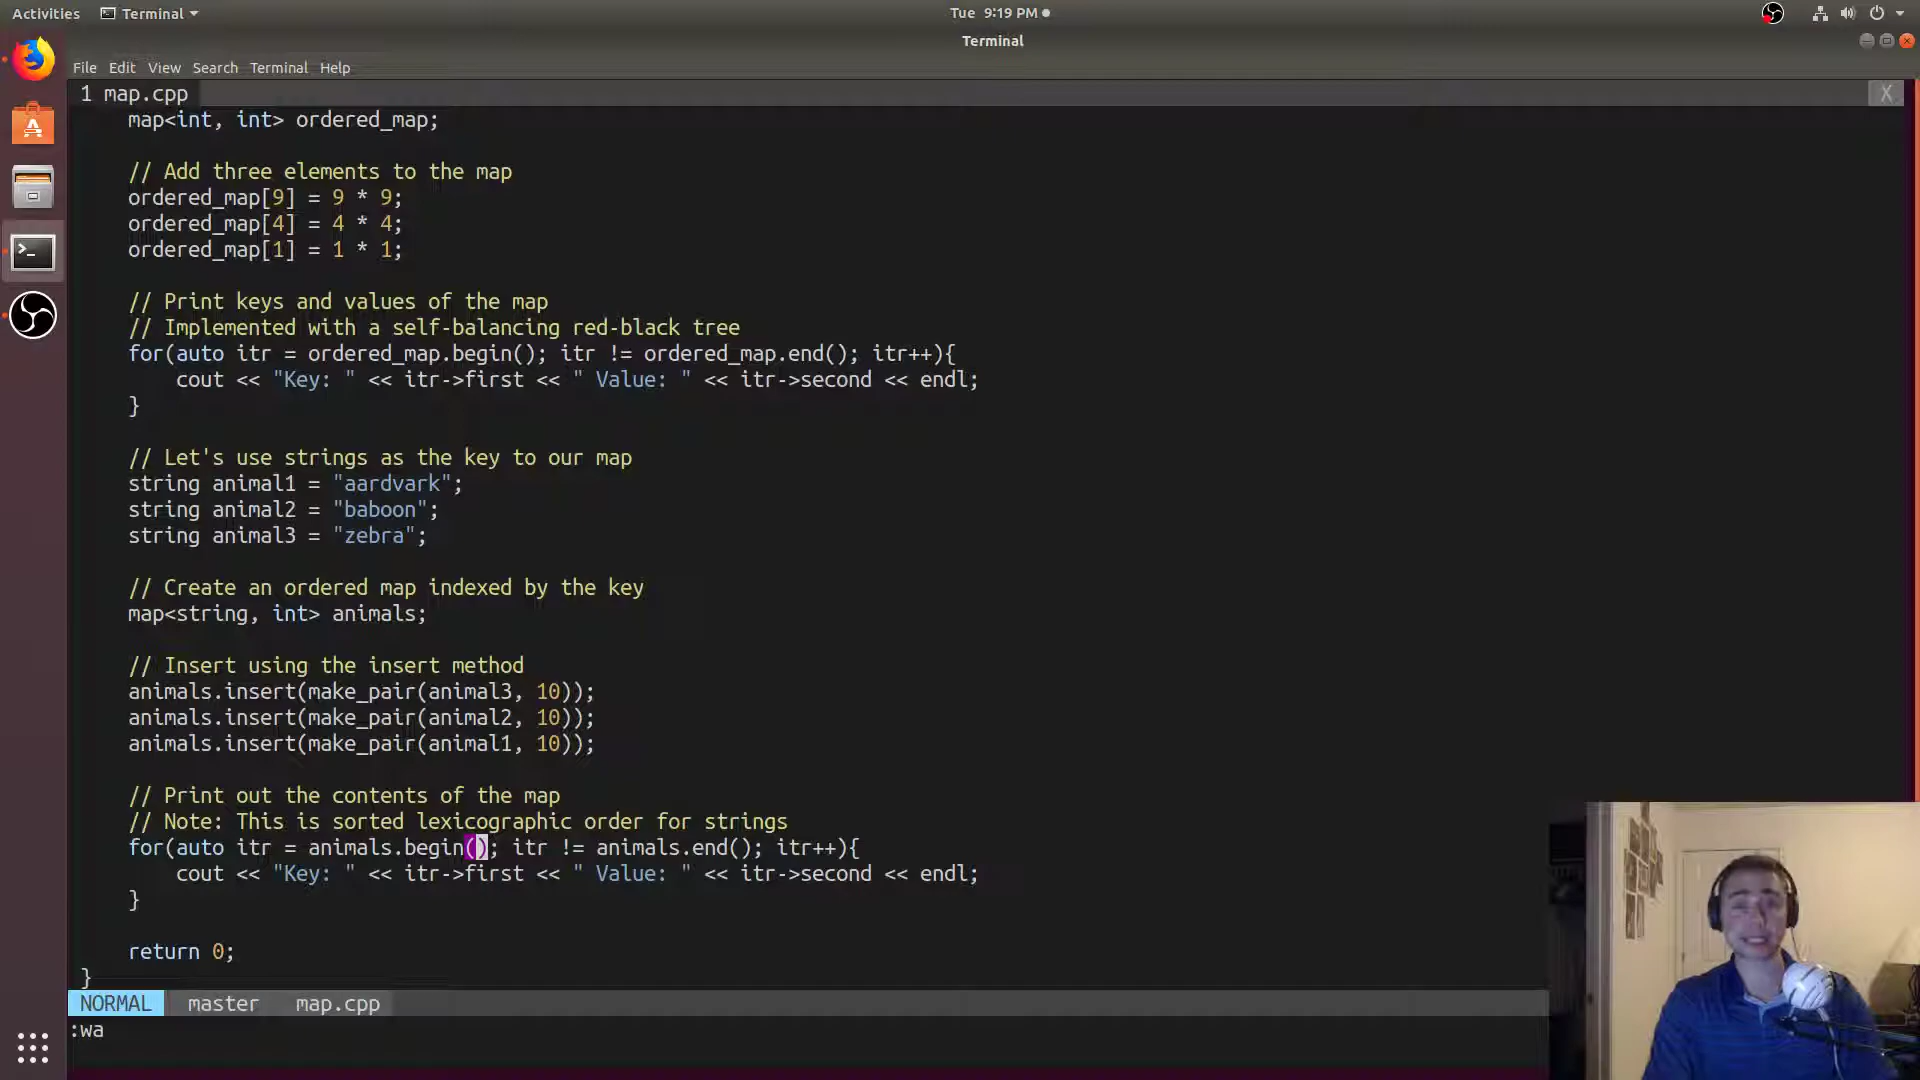 Activities Terminal Tue 9:19 PM
Terminal
File Edit View Search Terminal Help
1 map.cpp X
map<int, int> ordered_map;
// Add three elements to the map
ordered_map[9] = 9 * 9;
ordered_map[4] = 4 * 4;
ordered_map[1] = 1 * 1;
// Print keys and values of the map
// Implemented with a self-balancing red-black tree
for(auto itr = ordered_map.begin(); itr != ordered_map.end(); itr++){
cout << "Key: " << itr->first << " Value: " << itr->second << endl;
}
// Let's use strings as the key to our map
string animal1 = "aardvark";
string animal2 = "baboon";
string animal3 = "zebra";
// Create an ordered map indexed by the key
map<string, int> animals;
// Insert using the insert method
animals.insert(make_pair(animal3, 10));
animals.insert(make_pair(animal2, 10));
animals.insert(make_pair(animal1, 10));
// Print out the contents of the map
// Note: This is sorted lexicographic order for strings
for(auto itr = animals.begin(); itr != animals.end(); itr++){
cout << "Key: " << itr->first << " Value: " << itr->second << endl;
}
return 0;
}
NORMAL master map.cpp
:wa